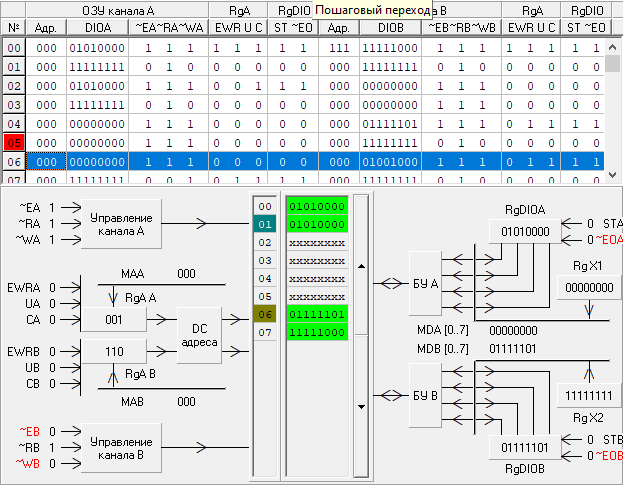 ОЗУ канала A RgA RgDIO Пошаговый переход B RgA RgDIO
№ Адр. DIOA ~EA~RA~WA EWR U C ST ~EO Адр. DIOB ~EB~RB~WB EWR U C ST ~EO
00 000 01010000 1 1 1 1 1 1 1 1 111 11111000 1 1 1 1 1 1 1 1
01 000 11111111 0 1 0 0 0 0 0 0 000 11111111 0 1 0 0 0 0 0 0
02 000 01010000 1 1 1 0 0 1 1 1 000 00000000 1 1 1 0 0 0 1 1
03 000 11111111 0 1 0 0 0 0 0 0 000 00000000 1 1 1 0 0 0 0 0
04 000 00000000 1 1 1 0 0 0 0 0 000 01111101 1 1 1 0 1 1 1 1
05 000 00000000 1 1 1 0 0 0 0 0 000 11111111 0 1 0 0 0 0 0 0
06 000 00000000 1 1 1 0 0 0 0 0 000 01001000 1 1 1 0 1 1 1 1
07 000 11111111 0 0 1 0 1 1 1 0 000 11111111 0 0 1 0 0 0 0 0
~EA 1
~RA 1
~WA 1
Управление
канала A
EWRA 0
UA 0
CA 0
MAA 000
RgA A
001
DC
адреса
EWRB 0
UB 0
CB 0
110
RgA B
MAB 000
~EB 0
~RB 1
~WB 0
Управление
канала B
00 01010000
01 01010000
02 xxxxxxxx
03 xxxxxxxx
04 xxxxxxxx
05 xxxxxxxx
06 01111101
07 11111000
БУ A
RgDIOA
01010000
0 STA
0 ~EOA
Rg X1
00000000
MDA [0..7] 00000000
MDB [0..7] 01111101
БУ B
11111111
Rg X2
01111101
RgDIOB
0 STB
0 ~EOB